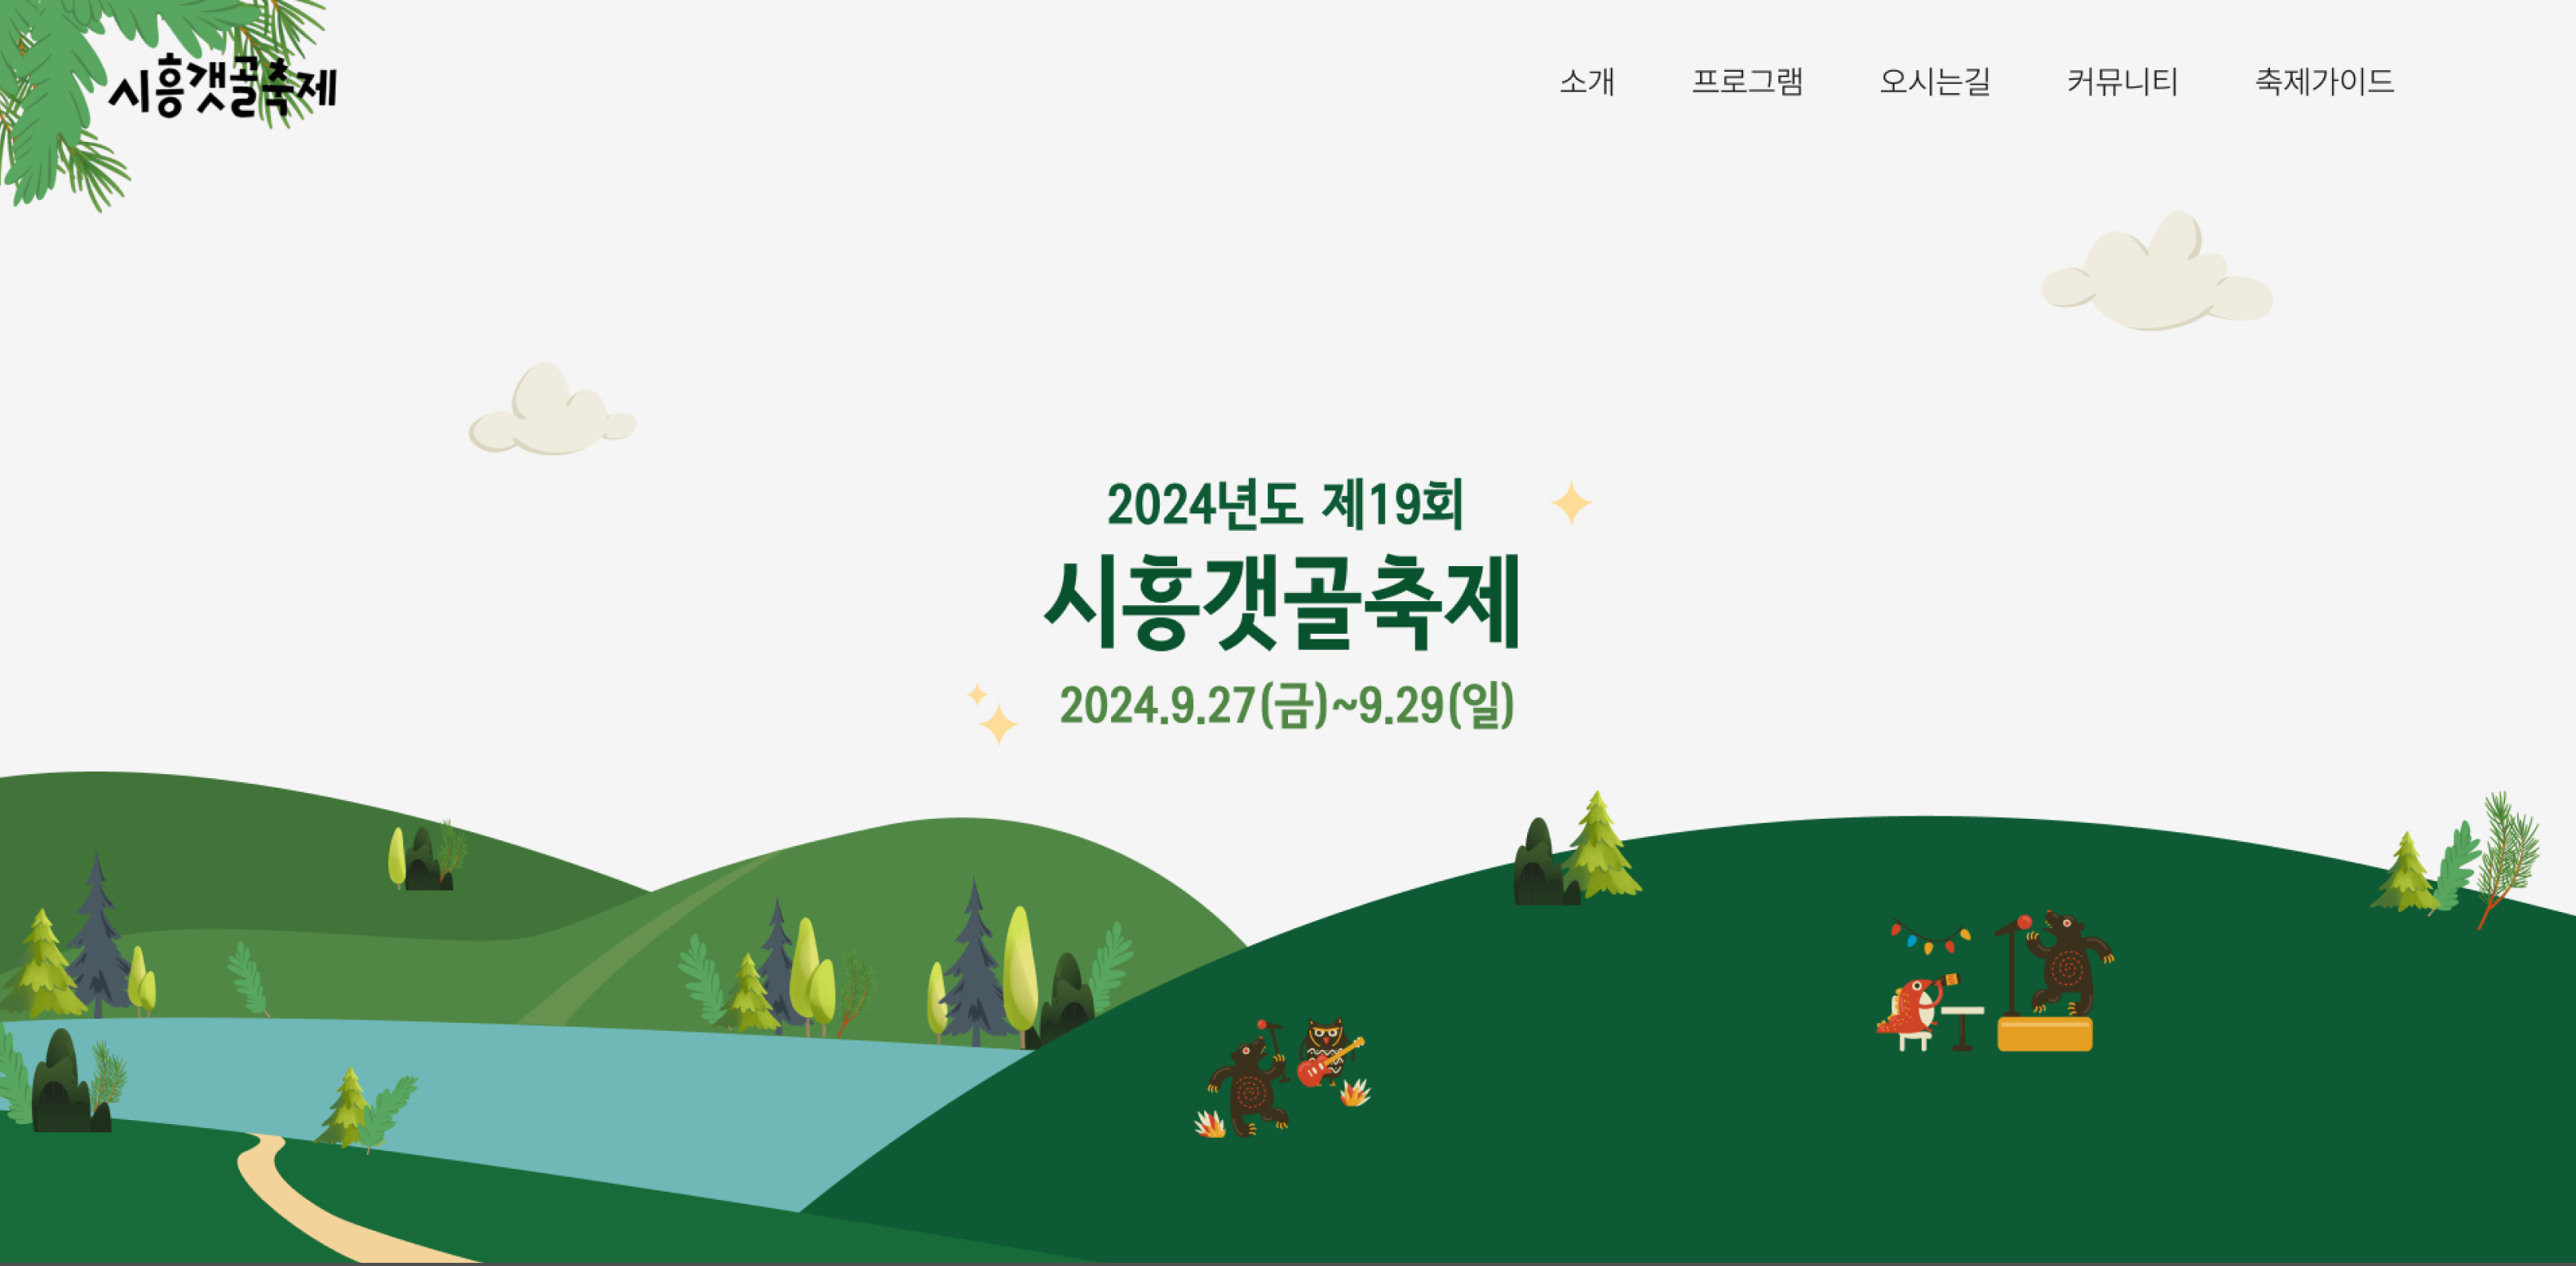 시흥갯골축제
소개 프로그램 오시는길 커뮤니티 축제가이드
2024년도 제19회
시흥갯골축제
2024.9.27(금)~9.29(일)